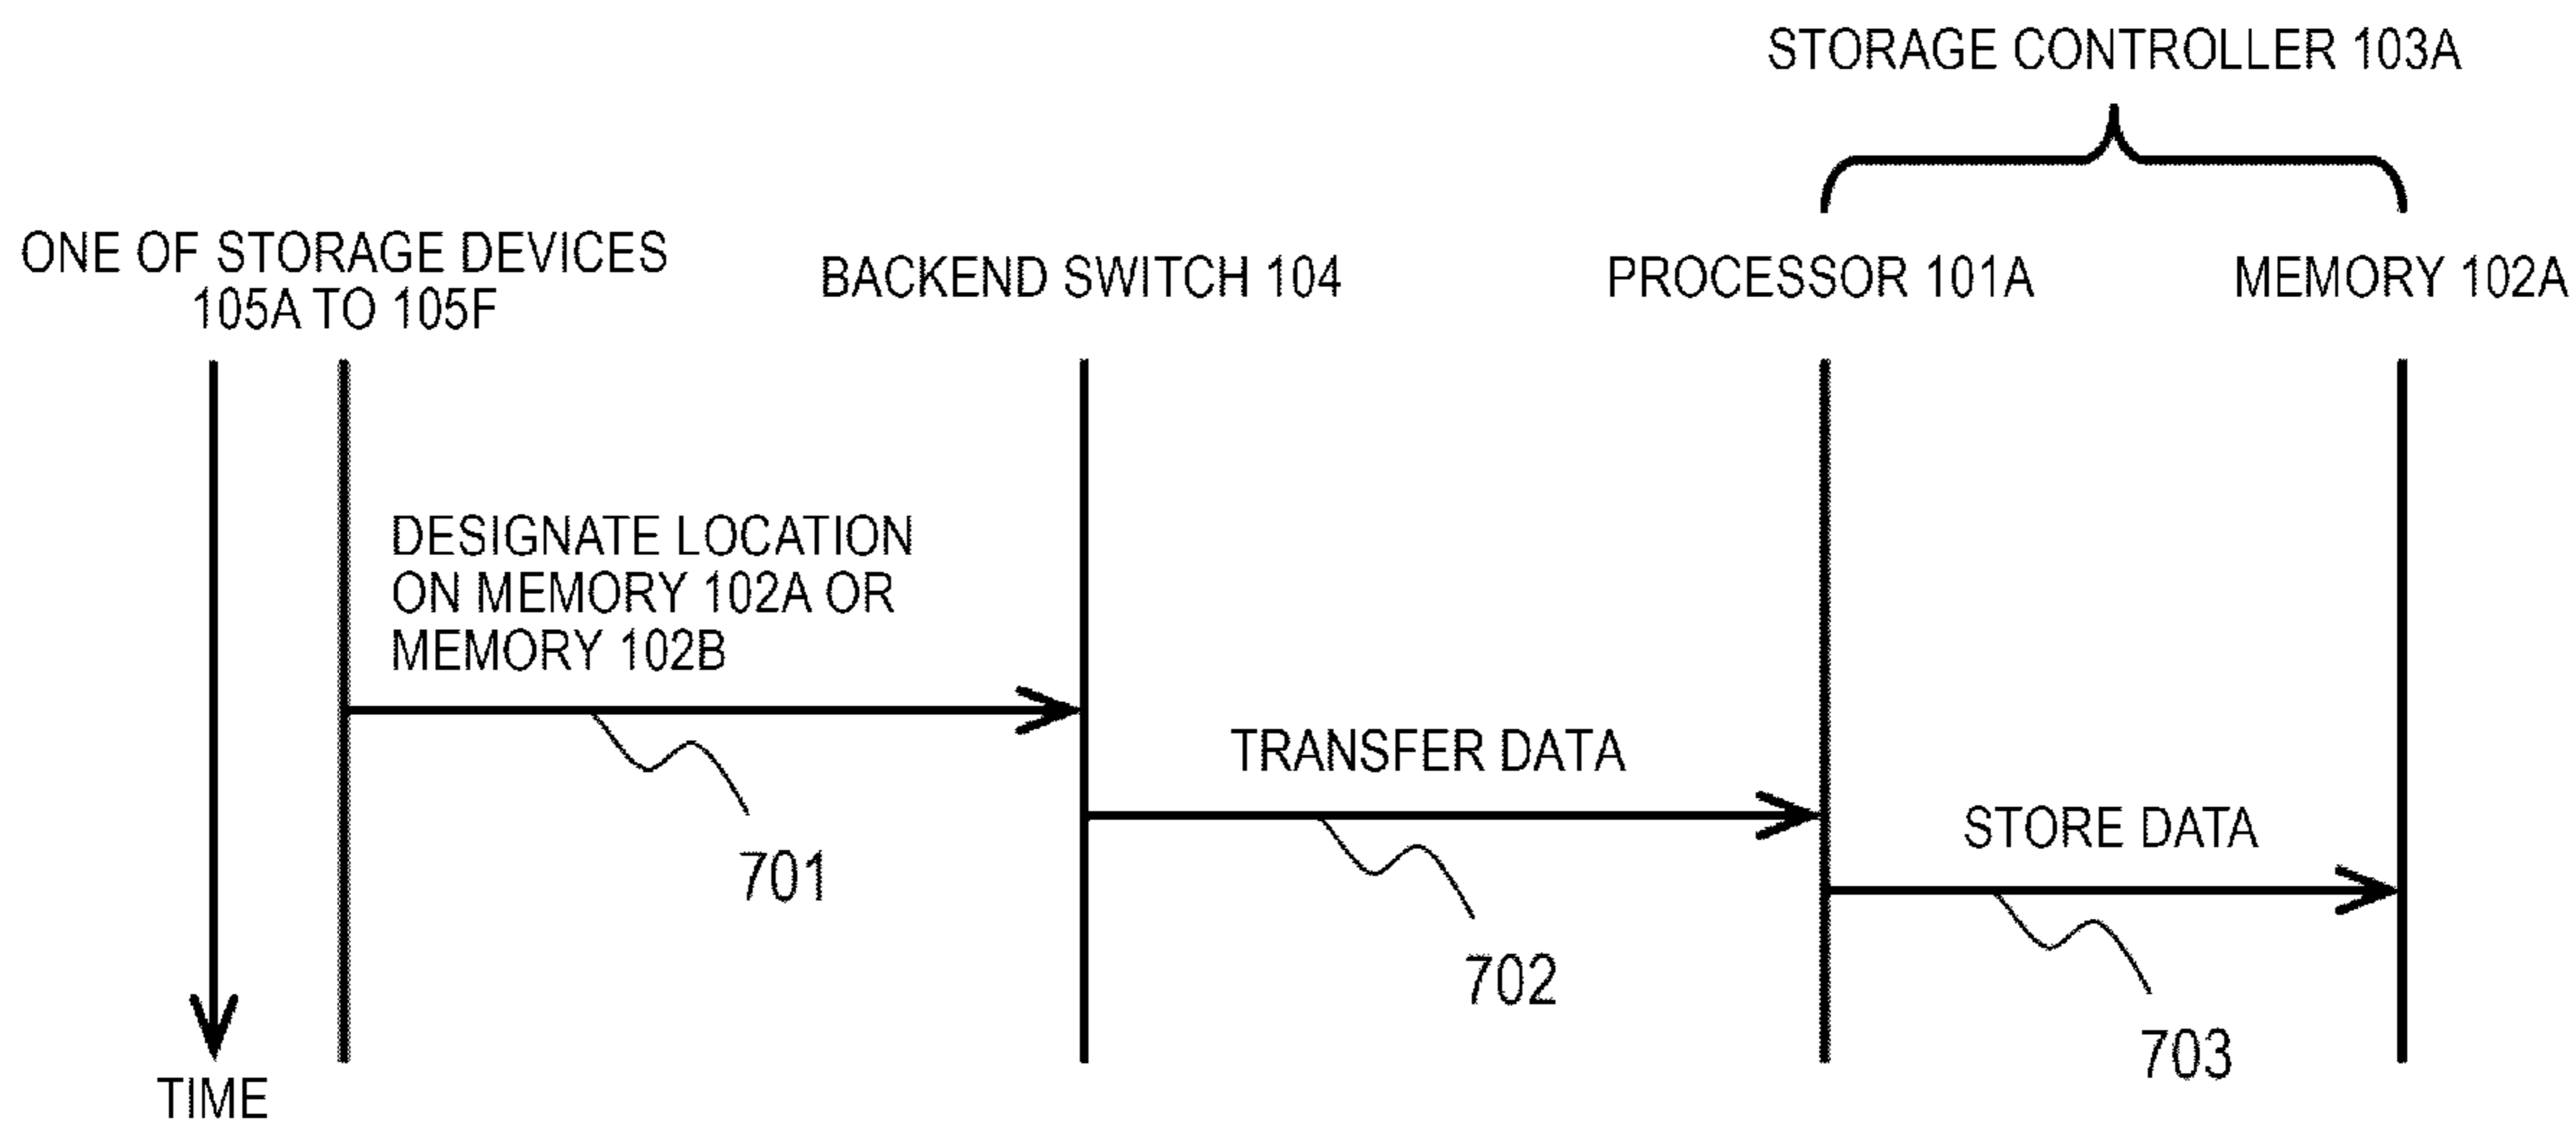 STORAGE CONTROLLER 103A
ONE OF STORAGE DEVICES
105A TO 105F
BACKEND SWITCH 104
PROCESSOR 101A
MEMORY 102A
DESIGNATE LOCATION
ON MEMORY 102A OR
MEMORY 102B
TRANSFER DATA
STORE DATA
701
702
703
TIME